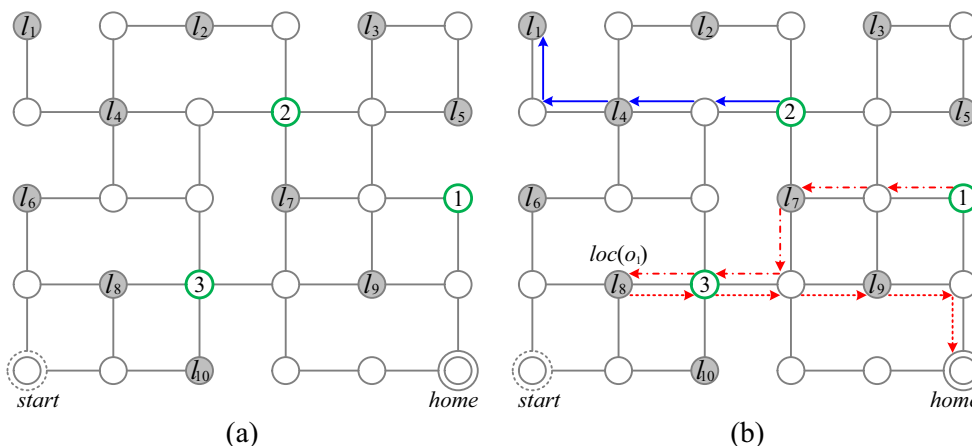 l1 l2 l3 l1 l2 l3
l4 2 l5 l4 2 l5
l6 l7 1 l6 l7 1
loc(o1)
l8 3 l9 l8 3 l9
l10 l10
start home start home
(a) (b)